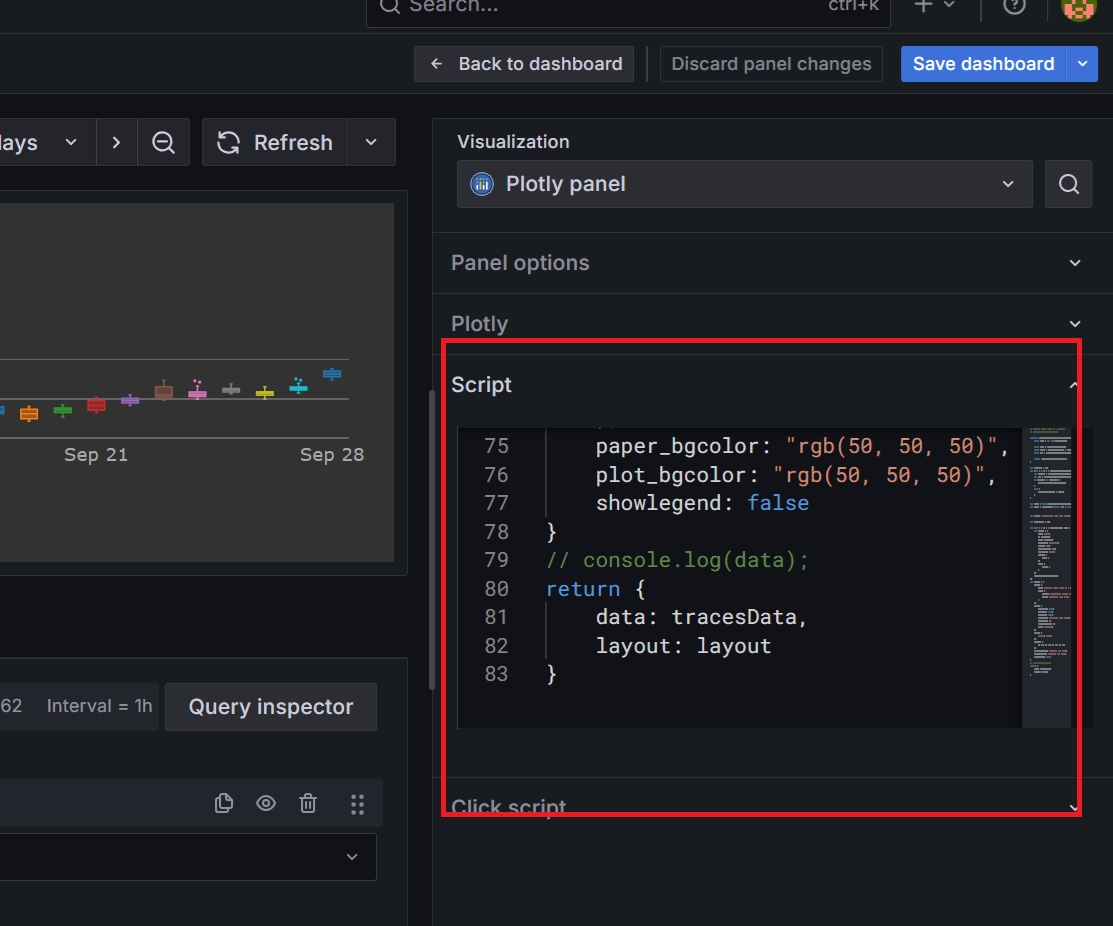 Search...
ctrl+k
Back to dashboard
Discard panel changes
Save dashboard
Refresh
Visualization
Plotly panel
Panel options
Plotly
Sep 21
Sep 28
Script
75 paper_bgcolor: "rgb(50, 50, 50)",
76 plot_bgcolor: "rgb(50, 50, 50)",
77 showlegend: false
78 }
79 // console.log(data);
80 return {
81 data: tracesData,
82 layout: layout
83 }
62
Interval = 1h
Query inspector
Click script